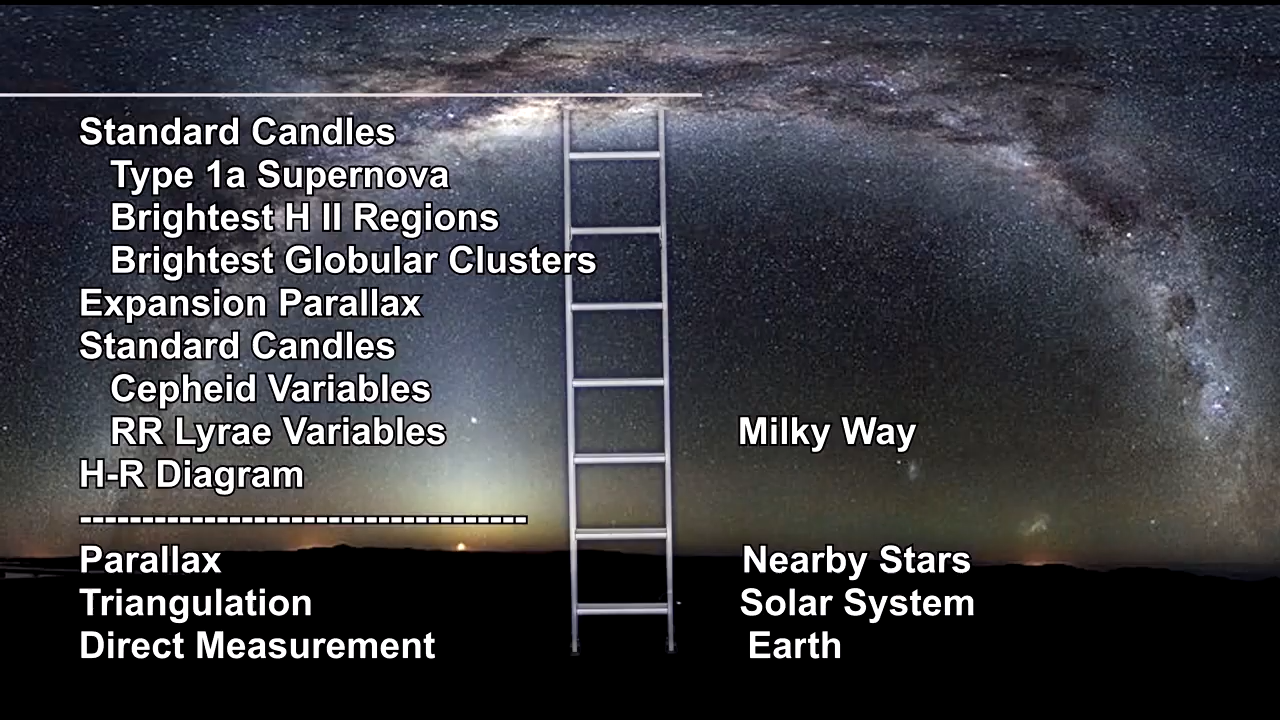 Standard Candles
Type 1a Supernova
Brightest H II Regions
Brightest Globular Clusters
Expansion Parallax
Standard Candles
Cepheid Variables
RR Lyrae Variables Milky Way
H-R Diagram
------------------------------------
Parallax Nearby Stars
Triangulation Solar System
Direct Measurement Earth